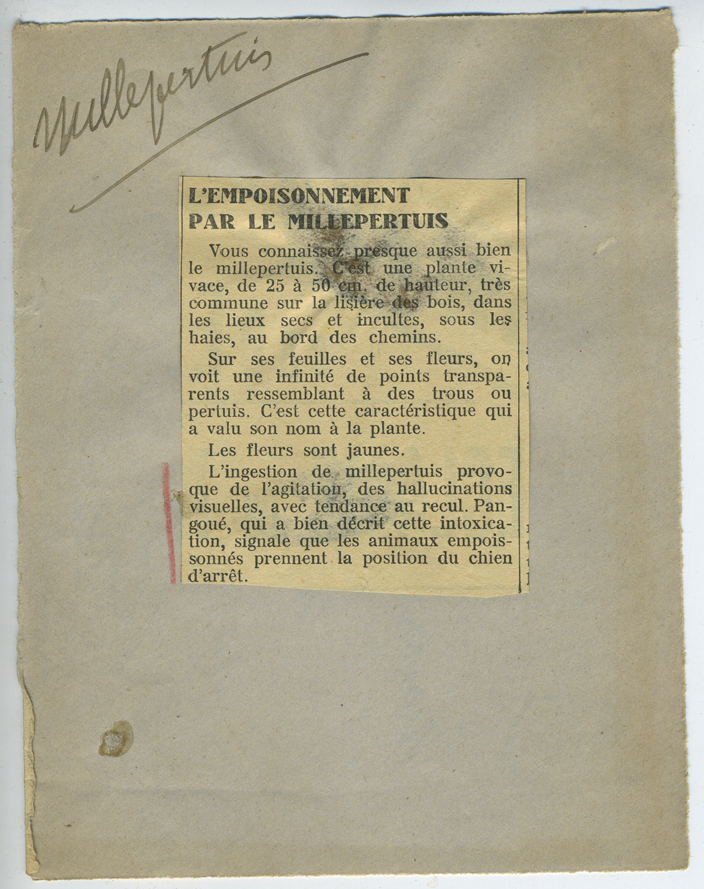 Millepertuis
L'EMPOISONNEMENT
PAR LE MILLEPERTUIS
Vous connaissez presque aussi bien
le millepertuis. C'est une plante vi-
vace, de 25 à 50 cm. de hauteur, très
commune sur la lisière des bois, dans
les lieux secs et incultes, sous les
haies, au bord des chemins.
Sur ses feuilles et ses fleurs, on
voit une infinité de points transpa-
rents ressemblant à des trous ou
pertuis. C'est cette caractéristique qui
a valu son nom à la plante.
Les fleurs sont jaunes.
L'ingestion de millepertuis provo-
que de l'agitation, des hallucinations
visuelles, avec tendance au recul. Pan-
goué, qui a bien décrit cette intoxica-
tion, signale que les animaux empois-
sonnés prennent la position du chien
d'arrêt.